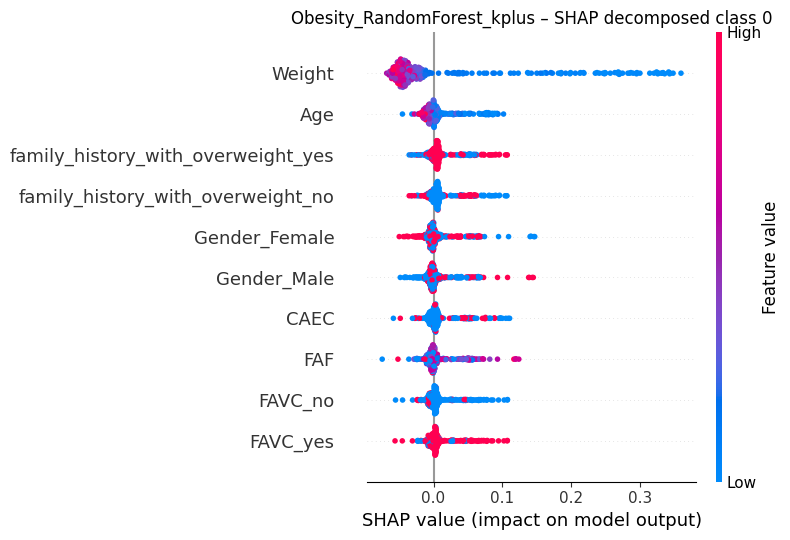 Obesity_RandomForest_kplus – SHAP decomposed class 0
High
Weight
Age
family_history_with_overweight_yes
family_history_with_overweight_no
Gender_Female
Gender_Male
CAEC
FAF
FAVC_no
FAVC_yes
Feature value
Low
0.0 0.1 0.2 0.3
SHAP value (impact on model output)